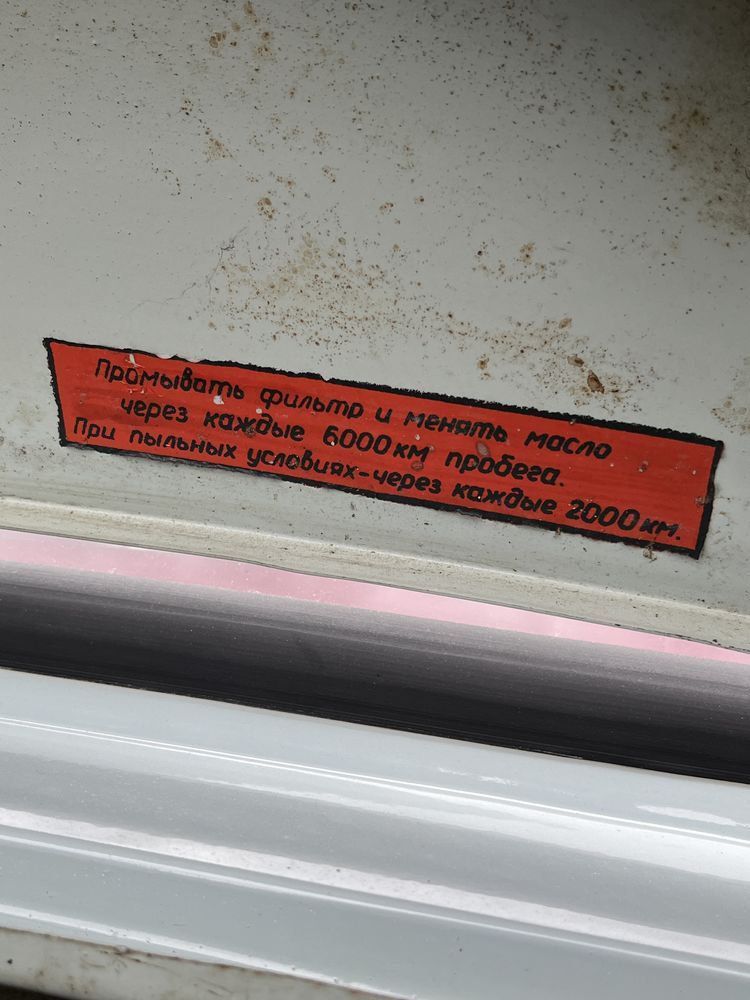 Промывать фильтр и менять масло
через каждые 6000 км пробега.
При пыльных условиях-через каждые 2000 км.